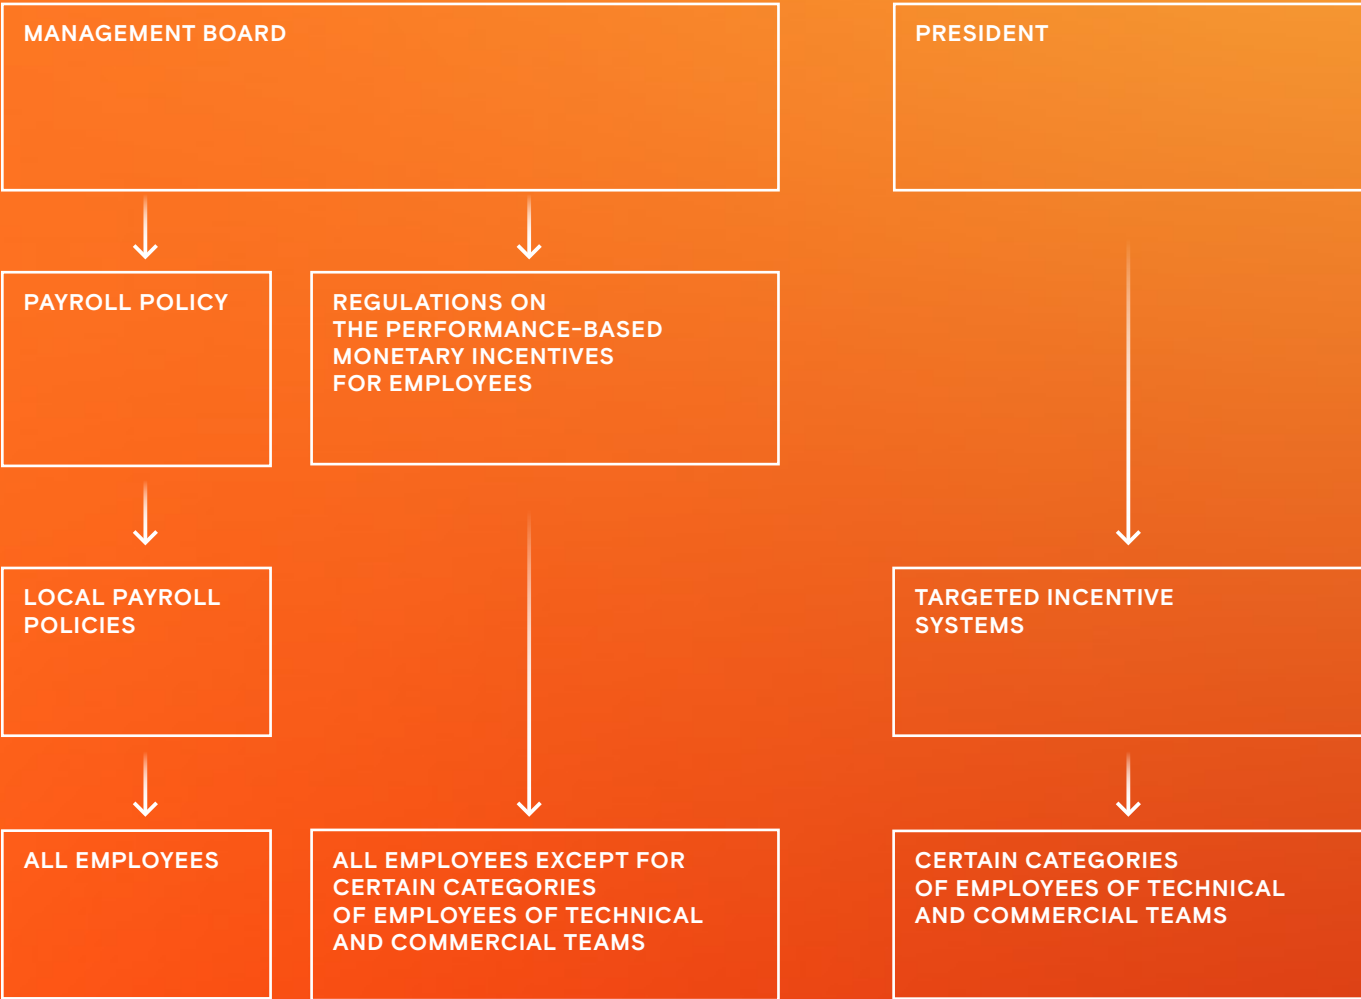 MANAGEMENT BOARD
PRESIDENT
PAYROLL POLICY
REGULATIONS ON
THE PERFORMANCE-BASED
MONETARY INCENTIVES
FOR EMPLOYEES
LOCAL PAYROLL
POLICIES
TARGETED INCENTIVE
SYSTEMS
ALL EMPLOYEES
ALL EMPLOYEES EXCEPT FOR
CERTAIN CATEGORIES
OF EMPLOYEES OF TECHNICAL
AND COMMERCIAL TEAMS
CERTAIN CATEGORIES
OF EMPLOYEES OF TECHNICAL
AND COMMERCIAL TEAMS